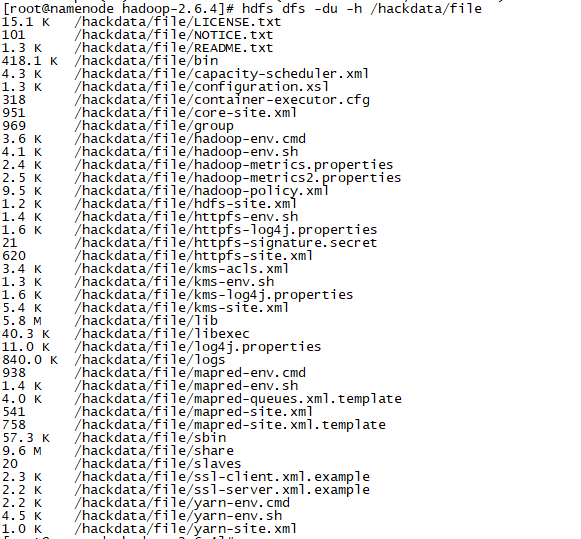 [root@namenode hadoop-2.6.4]# hdfs dfs -du -h /hackdata/file
15.1 K /hackdata/file/LICENSE.txt
101 /hackdata/file/NOTICE.txt
1.3 K /hackdata/file/README.txt
418.1 K /hackdata/file/bin
4.3 K /hackdata/file/capacity-scheduler.xml
1.3 K /hackdata/file/configuration.xsl
318 /hackdata/file/container-executor.cfg
951 /hackdata/file/core-site.xml
969 /hackdata/file/group
3.6 K /hackdata/file/hadoop-env.cmd
4.1 K /hackdata/file/hadoop-env.sh
2.4 K /hackdata/file/hadoop-metrics.properties
2.5 K /hackdata/file/hadoop-metrics2.properties
9.5 K /hackdata/file/hadoop-policy.xml
1.2 K /hackdata/file/hdfs-site.xml
1.4 K /hackdata/file/httpfs-env.sh
1.6 K /hackdata/file/httpfs-log4j.properties
21 /hackdata/file/httpfs-signature.secret
620 /hackdata/file/httpfs-site.xml
3.4 K /hackdata/file/kms-acls.xml
1.3 K /hackdata/file/kms-env.sh
1.6 K /hackdata/file/kms-log4j.properties
5.4 K /hackdata/file/kms-site.xml
5.8 M /hackdata/file/lib
40.3 K /hackdata/file/libexec
11.0 K /hackdata/file/log4j.properties
840.0 K /hackdata/file/logs
938 /hackdata/file/mapred-env.cmd
1.4 K /hackdata/file/mapred-env.sh
4.0 K /hackdata/file/mapred-queues.xml.template
541 /hackdata/file/mapred-site.xml
758 /hackdata/file/mapred-site.xml.template
57.3 K /hackdata/file/sbin
9.6 M /hackdata/file/share
20 /hackdata/file/slaves
2.3 K /hackdata/file/ssl-client.xml.example
2.2 K /hackdata/file/ssl-server.xml.example
2.2 K /hackdata/file/yarn-env.cmd
4.5 K /hackdata/file/yarn-env.sh
1.0 K /hackdata/file/yarn-site.xml